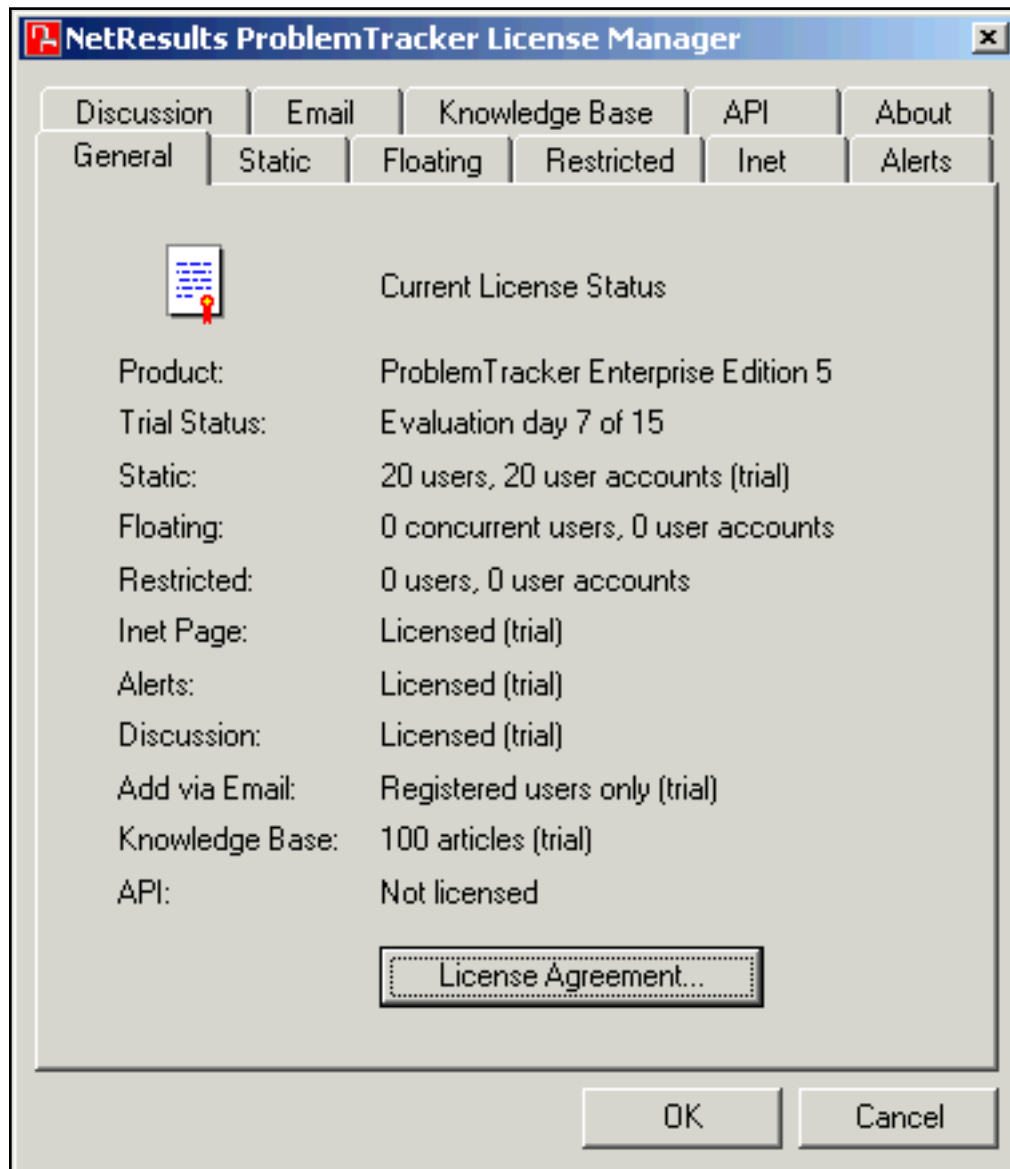 NetResults ProblemTracker License Manager
Discussion Email Knowledge Base API About
General Static Floating Restricted Inet Alerts
Current License Status
Product: ProblemTracker Enterprise Edition 5
Trial Status: Evaluation day 7 of 15
Static: 20 users, 20 user accounts (trial)
Floating: 0 concurrent users, 0 user accounts
Restricted: 0 users, 0 user accounts
Inet Page: Licensed (trial)
Alerts: Licensed (trial)
Discussion: Licensed (trial)
Add via Email: Registered users only (trial)
Knowledge Base: 100 articles (trial)
API: Not licensed
License Agreement...
OK Cancel